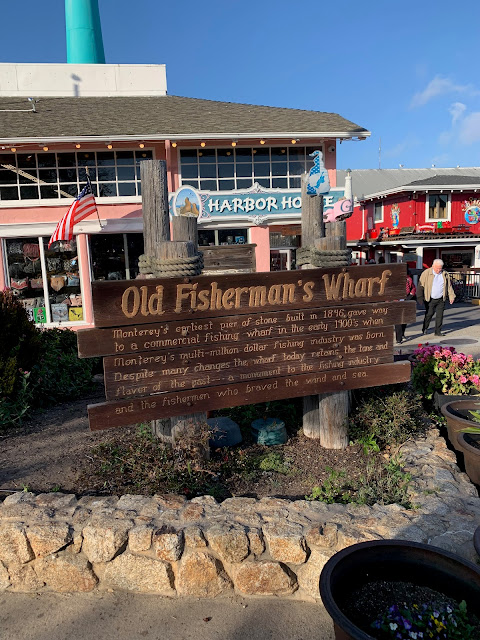 HARBOR HOUSE
Old Fisherman's Wharf
Monterey's earliest pier of stone built in 1846, gave way
to a commercial fishing wharf in the early 1900's when
Monterey's multi-million dollar fishing industry was born.
Despite many changes the wharf today retains the tone and
flavor of the past - a monument to the fishing industry
and the fishermen who braved the wind and sea.